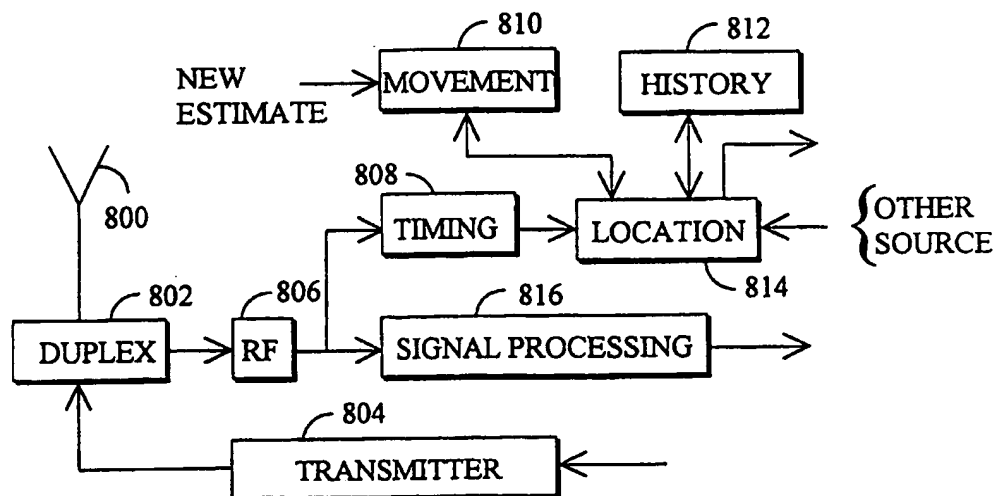 810
812
NEW
ESTIMATE
MOVEMENT
HISTORY
800
808
TIMING
LOCATION
OTHER
SOURCE
814
802
806
816
DUPLEX
RF
SIGNAL PROCESSING
804
TRANSMITTER